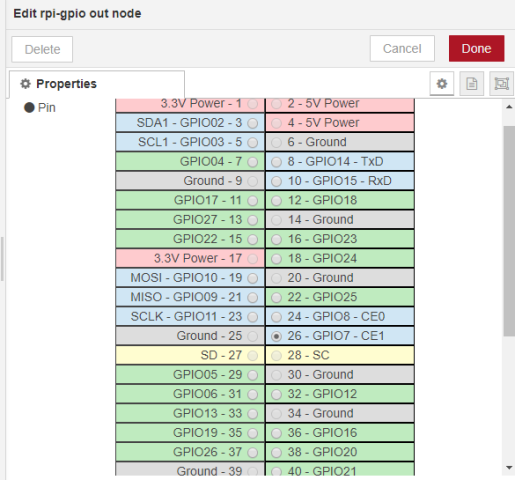 Edit rpi-gpio out node
Delete Cancel Done
Properties
Pin
3.3V Power - 1 2 - 5V Power
SDA1 - GPIO02 - 3 4 - 5V Power
SCL1 - GPIO03 - 5 6 - Ground
GPIO04 - 7 8 - GPIO14 - TxD
Ground - 9 10 - GPIO15 - RxD
GPIO17 - 11 12 - GPIO18
GPIO27 - 13 14 - Ground
GPIO22 - 15 16 - GPIO23
3.3V Power - 17 18 - GPIO24
MOSI - GPIO10 - 19 20 - Ground
MISO - GPIO09 - 21 22 - GPIO25
SCLK - GPIO11 - 23 24 - GPIO8 - CE0
Ground - 25 26 - GPIO7 - CE1
SD - 27 28 - SC
GPIO05 - 29 30 - Ground
GPIO06 - 31 32 - GPIO12
GPIO13 - 33 34 - Ground
GPIO19 - 35 36 - GPIO16
GPIO26 - 37 38 - GPIO20
Ground - 39 40 - GPIO21